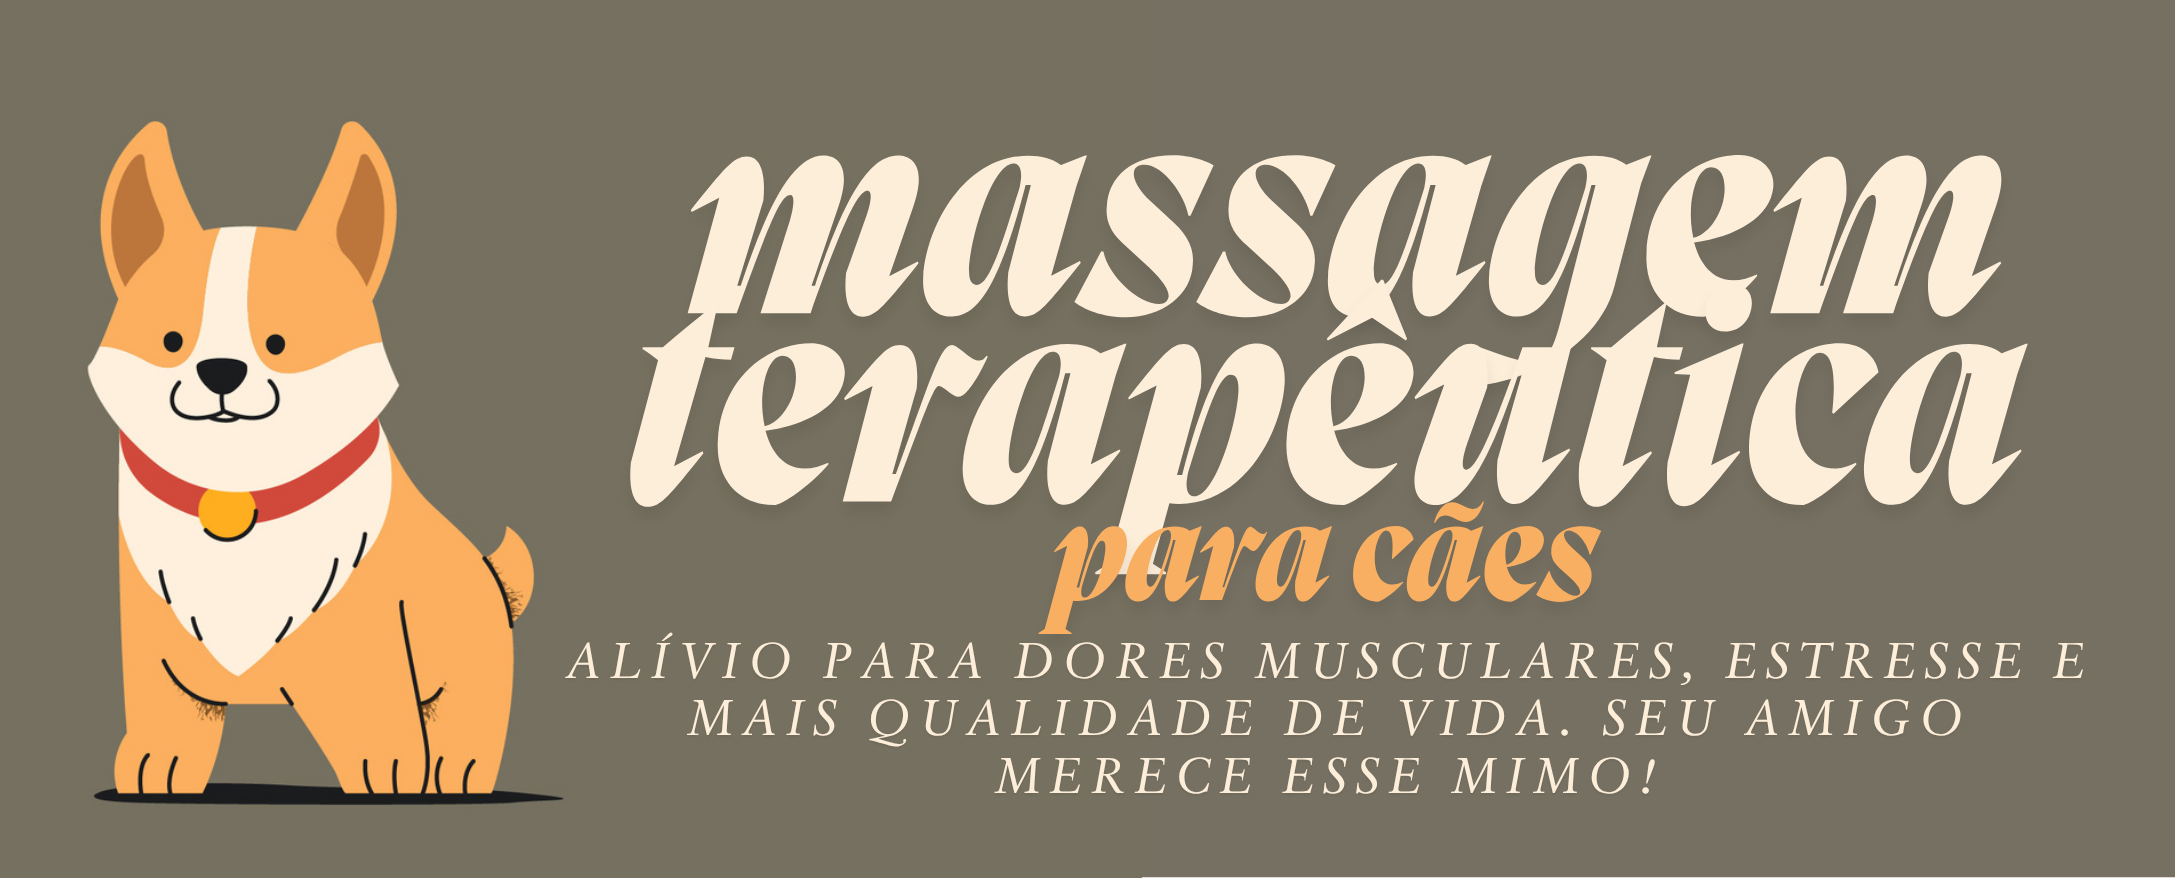 massagem
terapêutica
para cães
ALÍVIO PARA DORES MUSCULARES, ESTRESSE E
MAIS QUALIDADE DE VIDA. SEU AMIGO
MERECE ESSE MIMO!